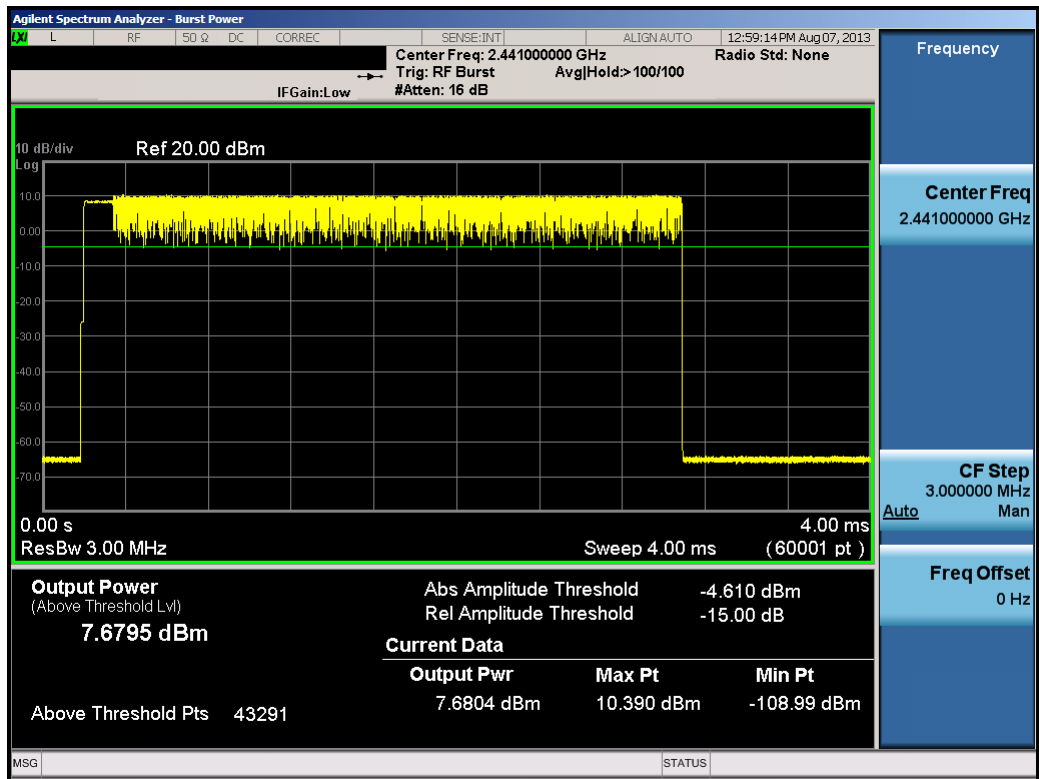 Agilent Spectrum Analyzer - Burst Power
LXI L RF 50 Ω DC CORREC SENSE:INT ALIGN AUTO 12:59:14 PM Aug 07, 2013
Center Freq: 2.441000000 GHz Radio Std: None
Trig: RF Burst Avg|Hold:>100/100
IFGain:Low #Atten: 16 dB
10 dB/div Ref 20.00 dBm
Log
10.0
0.00
-10.0
-20.0
-30.0
-40.0
-50.0
-60.0
-70.0
0.00 s 4.00 ms
ResBw 3.00 MHz Sweep 4.00 ms (60001 pt)
Output Power
(Above Threshold Lvl)
7.6795 dBm
Above Threshold Pts 43291
Abs Amplitude Threshold -4.610 dBm
Rel Amplitude Threshold -15.00 dB
Current Data
Output Pwr Max Pt Min Pt
7.6804 dBm 10.390 dBm -108.99 dBm
MSG STATUS
Frequency
Center Freq
2.441000000 GHz
CF Step
3.000000 MHz
Auto Man
Freq Offset
0 Hz